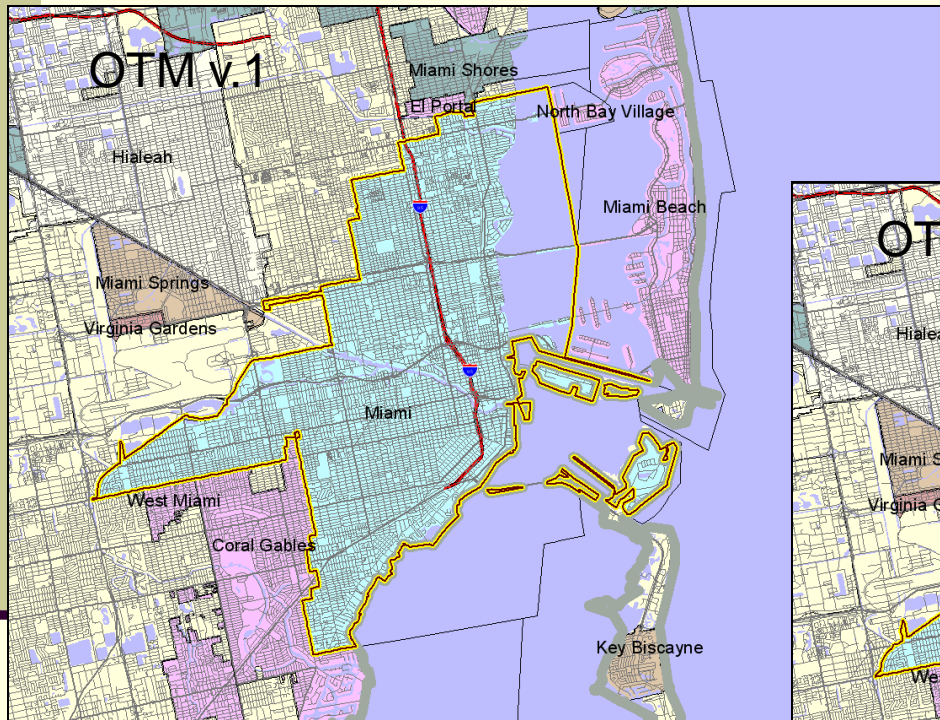 OTM v.1
Miami Shores
El Portal
North Bay Village
Hialeah
Miami Beach
OT
Miami Springs
Virginia Gardens
Hialea
Miami
Miami S
West Miami
Virginia G
Coral Gables
Key Biscayne
We